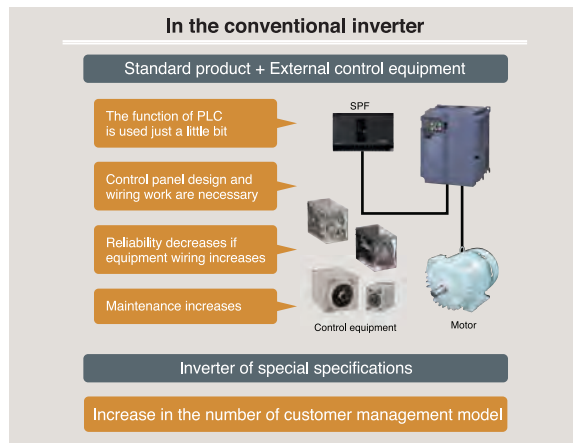 In the conventional inverter
Standard product + External control equipment
The function of PLC
is used just a little bit
SPF
Control panel design and
wiring work are necessary
Reliability decreases if
equipment wiring increases
Maintenance increases
Control equipment
Motor
Inverter of special specifications
Increase in the number of customer management model